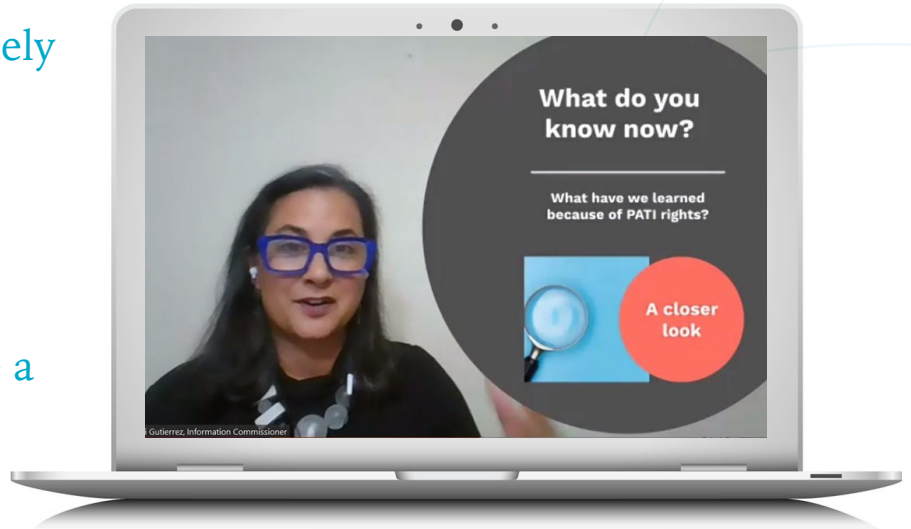 ely
What do you
know now?
What have we learned
because of PATI rights?
A closer
look
a
i Gutierrez, Information Commissioner